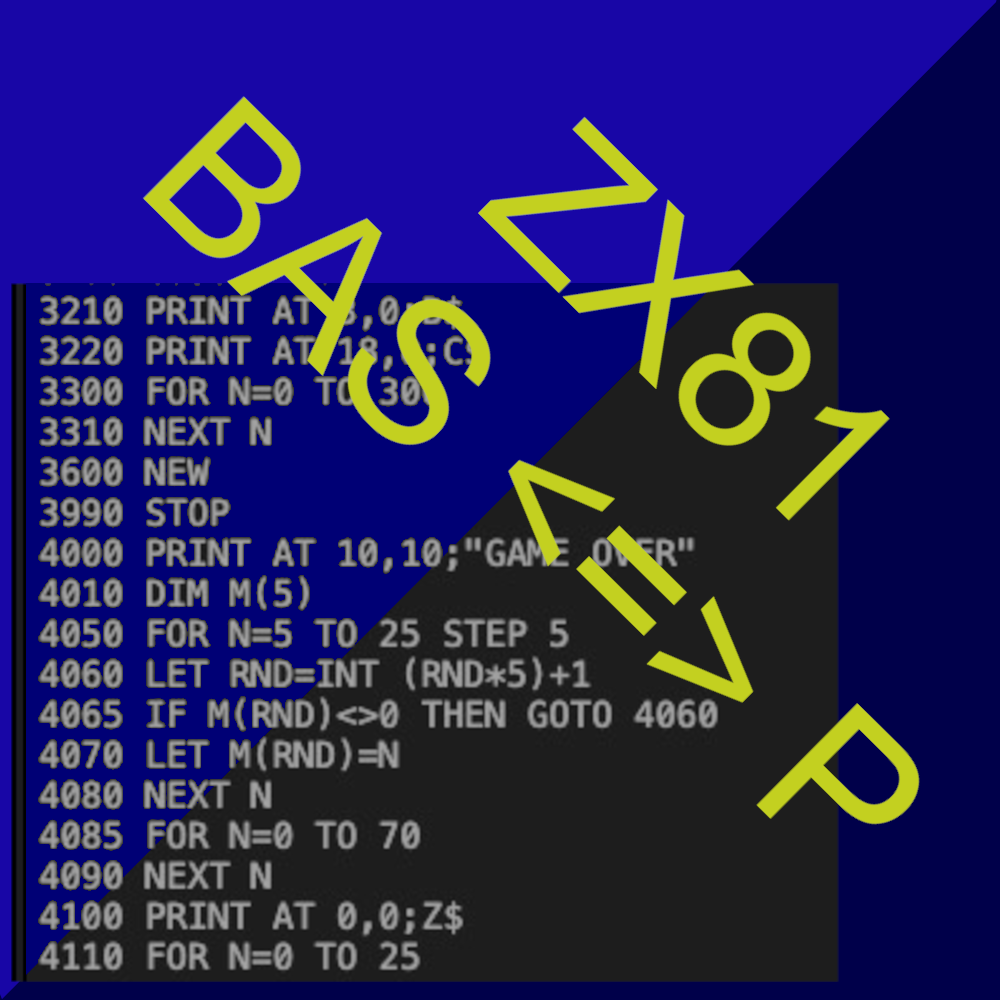 ZX81
BAS <=> P
3210 PRINT AT 3,0;B$
3220 PRINT AT 18,0;C$
3300 FOR N=0 TO 300
3310 NEXT N
3600 NEW
3990 STOP
4000 PRINT AT 10,10;"GAME OVER"
4010 DIM M(5)
4050 FOR N=5 TO 25 STEP 5
4060 LET RND=INT (RND*5)+1
4065 IF M(RND)<>0 THEN GOTO 4060
4070 LET M(RND)=N
4080 NEXT N
4085 FOR N=0 TO 70
4090 NEXT N
4100 PRINT AT 0,0;Z$
4110 FOR N=0 TO 25